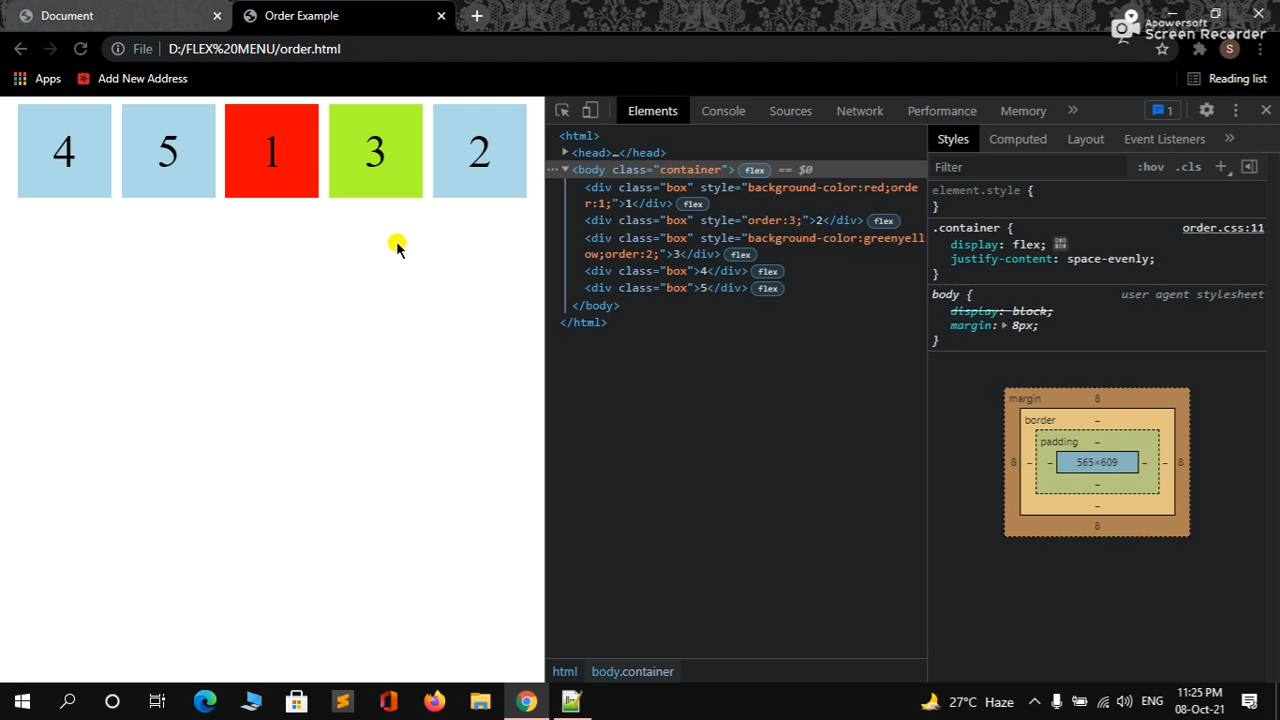 Document
Order Example
Apowersoft
Screen Recorder
File
D:/FLEX%20MENU/order.html
S
Apps
Add New Address
Reading list
4
5
1
3
2
Elements
Console
Sources
Network
Performance
Memory
»
1
<html>
<head>…</head>
<body class="container">
flex
== $0
<div class="box" style="background-color:red;orde
r:1;">1</div>
flex
<div class="box" style="order:3;">2</div>
flex
<div class="box" style="background-color:greenyell
ow;order:2;">3</div>
flex
<div class="box">4</div>
flex
<div class="box">5</div>
flex
</body>
</html>
html
body.container
Styles
Computed
Layout
Event Listeners
»
Filter
:hov
.cls
element.style {
}
.container {
order.css:11
display: flex;
justify-content: space-evenly;
}
body {
user agent stylesheet
display: block;
margin: 8px;
}
margin
8
border
–
padding
–
8
–
–
565×609
–
–
8
–
–
8
27°C Haze
ENG
11:25 PM
08-Oct-21